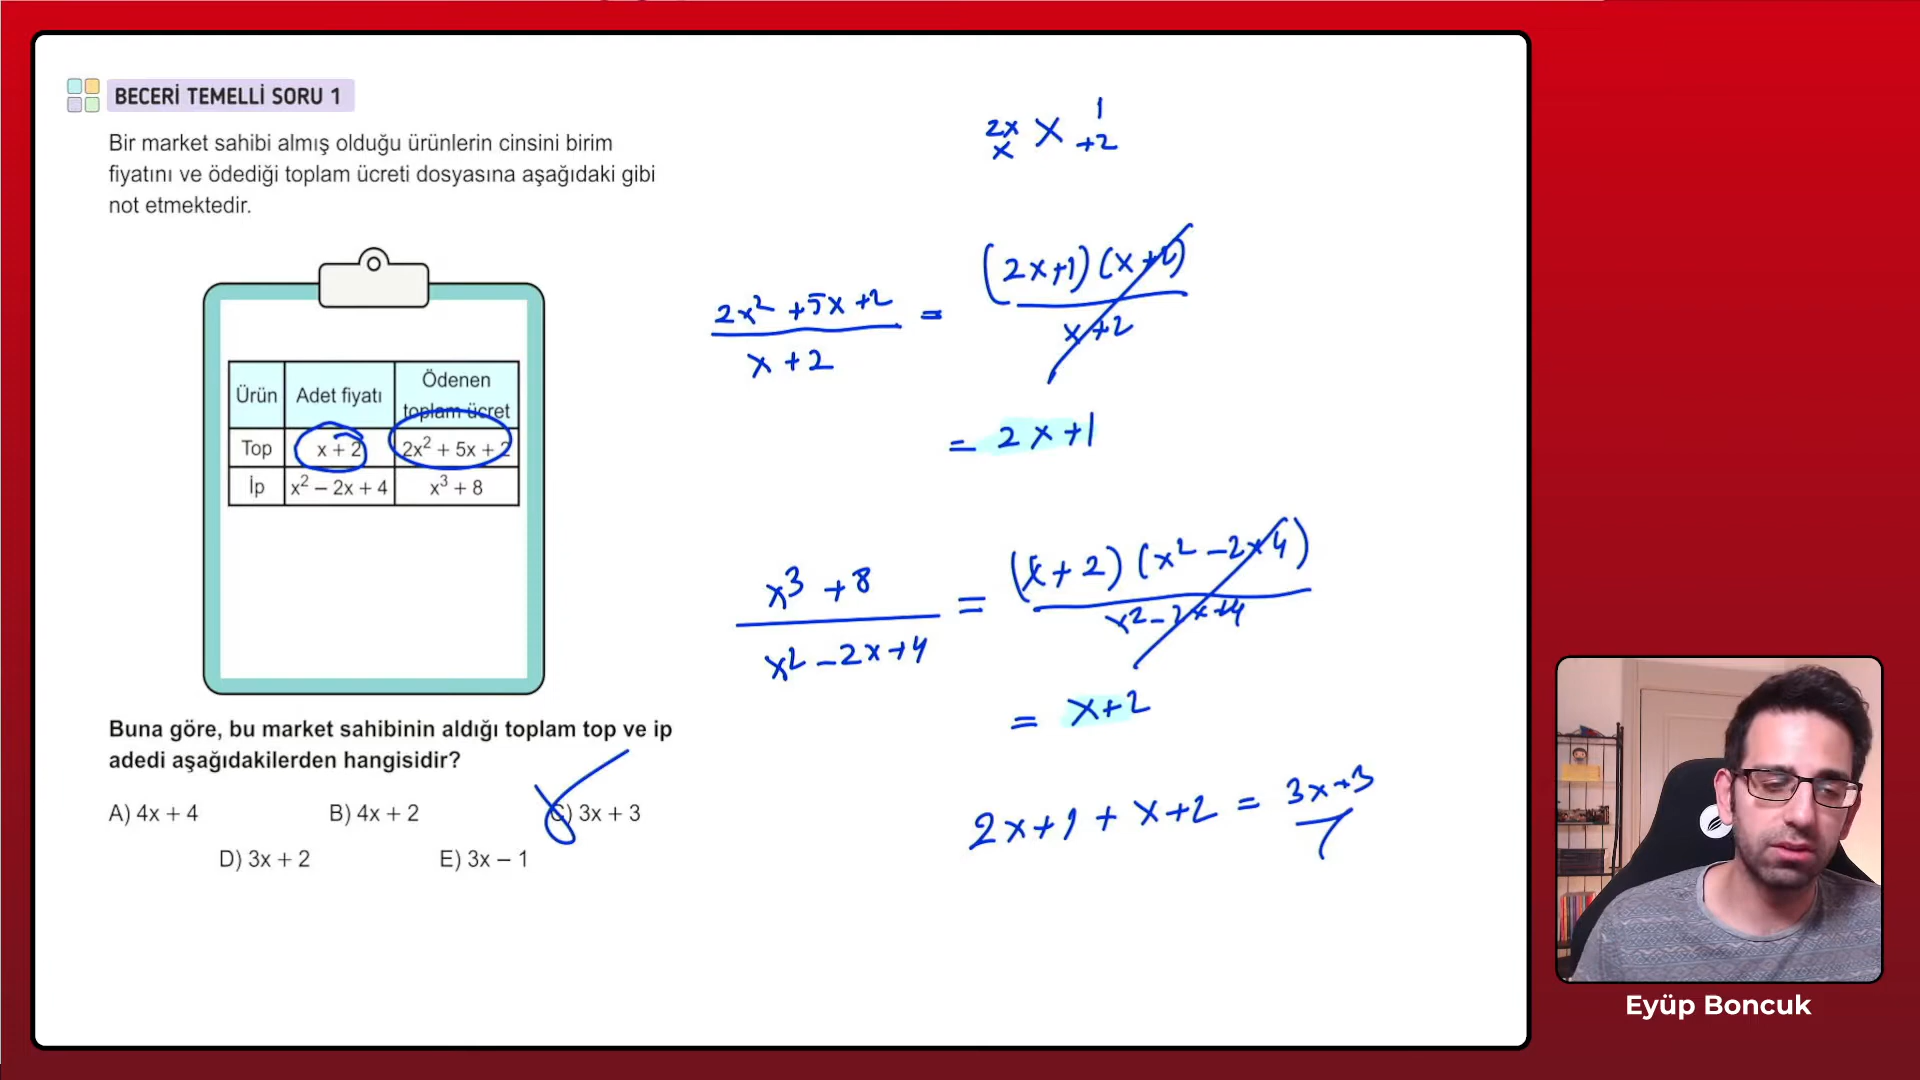 BECERİ TEMELLİ SORU 1
Bir market sahibi almış olduğu ürünlerin cinsini birim
fiyatını ve ödediği toplam ücreti dosyasına aşağıdaki gibi
not etmektedir.
Ürün Adet fiyatı Ödenen toplam ücret
Top x + 2 2x² + 5x + 2
İp x² – 2x + 4 x³ + 8
Buna göre, bu market sahibinin aldığı toplam top ve ip
adedi aşağıdakilerden hangisidir?
A) 4x + 4 B) 4x + 2 C) 3x + 3
D) 3x + 2 E) 3x – 1
2x 1
x X +2
2x² +5x +2 = (2x+1) (x+2)
x + 2 x+2
= 2x+1
x³ + 8 = (x+2) (x² -2x+4)
x² -2x+4 x² -2x+4
= x+2
2x+1 + x+2 = 3x+3
Eyüp Boncuk